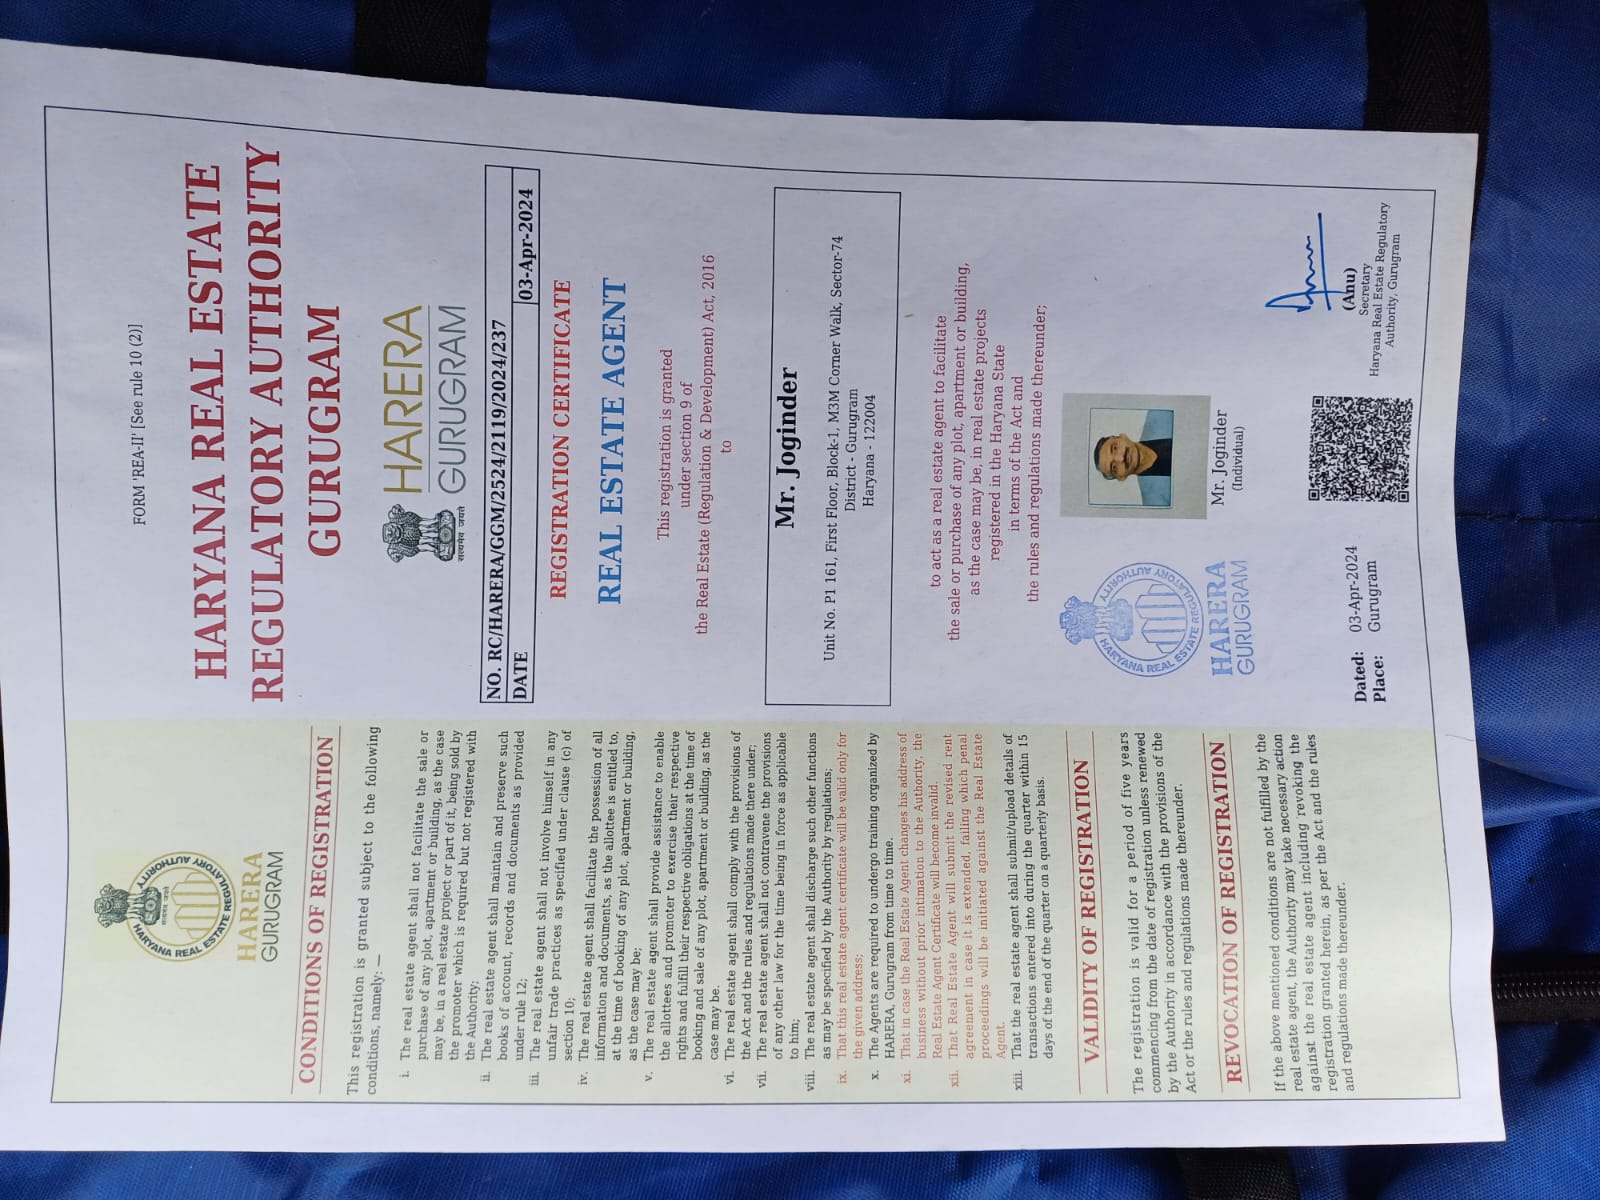 HARERA
GURUGRAM
CONDITIONS OF REGISTRATION
This registration is granted subject to the following
conditions, namely: —
i. The real estate agent shall not facilitate the sale or
purchase of any plot, apartment or building, as the case
may be, in a real estate project or part of it, being sold by
the promoter which is required but not registered with
the Authority;
ii. The real estate agent shall maintain and preserve such
books of account, records and documents as provided
under rule 12;
iii. The real estate agent shall not involve himself in any
unfair trade practices as specified under clause (c) of
section 10;
iv. The real estate agent shall facilitate the possession of all
information and documents, as the allottee is entitled to,
at the time of booking of any plot, apartment or building,
as the case may be;
v. The real estate agent shall provide assistance to enable
the allottees and promoter to exercise their respective
rights and fulfill their respective obligations at the time of
booking and sale of any plot, apartment or building, as the
case may be.
vi. The real estate agent shall comply with the provisions of
the Act and the rules and regulations made there under;
vii. The real estate agent shall not contravene the provisions
of any other law for the time being in force as applicable
to him;
viii. The real estate agent shall discharge such other functions
as may be specified by the Authority by regulations;
ix. That this real estate agent certificate will be valid only for
the given address;
x. The Agents are required to undergo training organized by
HARERA, Gurugram from time to time.
xi. That in case the Real Estate Agent changes his address of
business without prior intimation to the Authority, the
Real Estate Agent Certificate will become invalid.
xii. That Real Estate Agent will submit the revised rent
agreement in case it is extended, failing which penal
proceedings will be initiated against the Real Estate
Agent.
xiii. That the real estate agent shall submit/upload details of
transactions entered into during the quarter within 15
days of the end of the quarter on a quarterly basis.
VALIDITY OF REGISTRATION
The registration is valid for a period of five years
commencing from the date of registration unless renewed
by the Authority in accordance with the provisions of the
Act or the rules and regulations made thereunder.
REVOCATION OF REGISTRATION
If the above mentioned conditions are not fulfilled by the
real estate agent, the Authority may take necessary action
against the real estate agent including revoking the
registration granted herein, as per the Act and the rules
and regulations made thereunder.
FORM 'REA-II' [See rule 10 (2)]
HARYANA REAL ESTATE
REGULATORY AUTHORITY
GURUGRAM
सत्यमेव जयते
HARERA
GURUGRAM
NO. RC/HARERA/GGM/2524/2119/2024/237
DATE 03-Apr-2024
REGISTRATION CERTIFICATE
REAL ESTATE AGENT
This registration is granted
under section 9 of
the Real Estate (Regulation & Development) Act, 2016
to
Mr. Joginder
Unit No. P1 161, First Floor, Block-1, M3M Corner Walk, Sector-74
District - Gurugram
Haryana - 122004
to act as a real estate agent to facilitate
the sale or purchase of any plot, apartment or building,
as the case may be, in real estate projects
registered in the Haryana State
in terms of the Act and
the rules and regulations made thereunder;
HARYANA REAL ESTATE REGULATORY AUTHORITY
HARERA
GURUGRAM
Mr. Joginder
(Individual)
Dated: 03-Apr-2024
Place: Gurugram
(Anu)
Secretary
Haryana Real Estate Regulatory
Authority, Gurugram